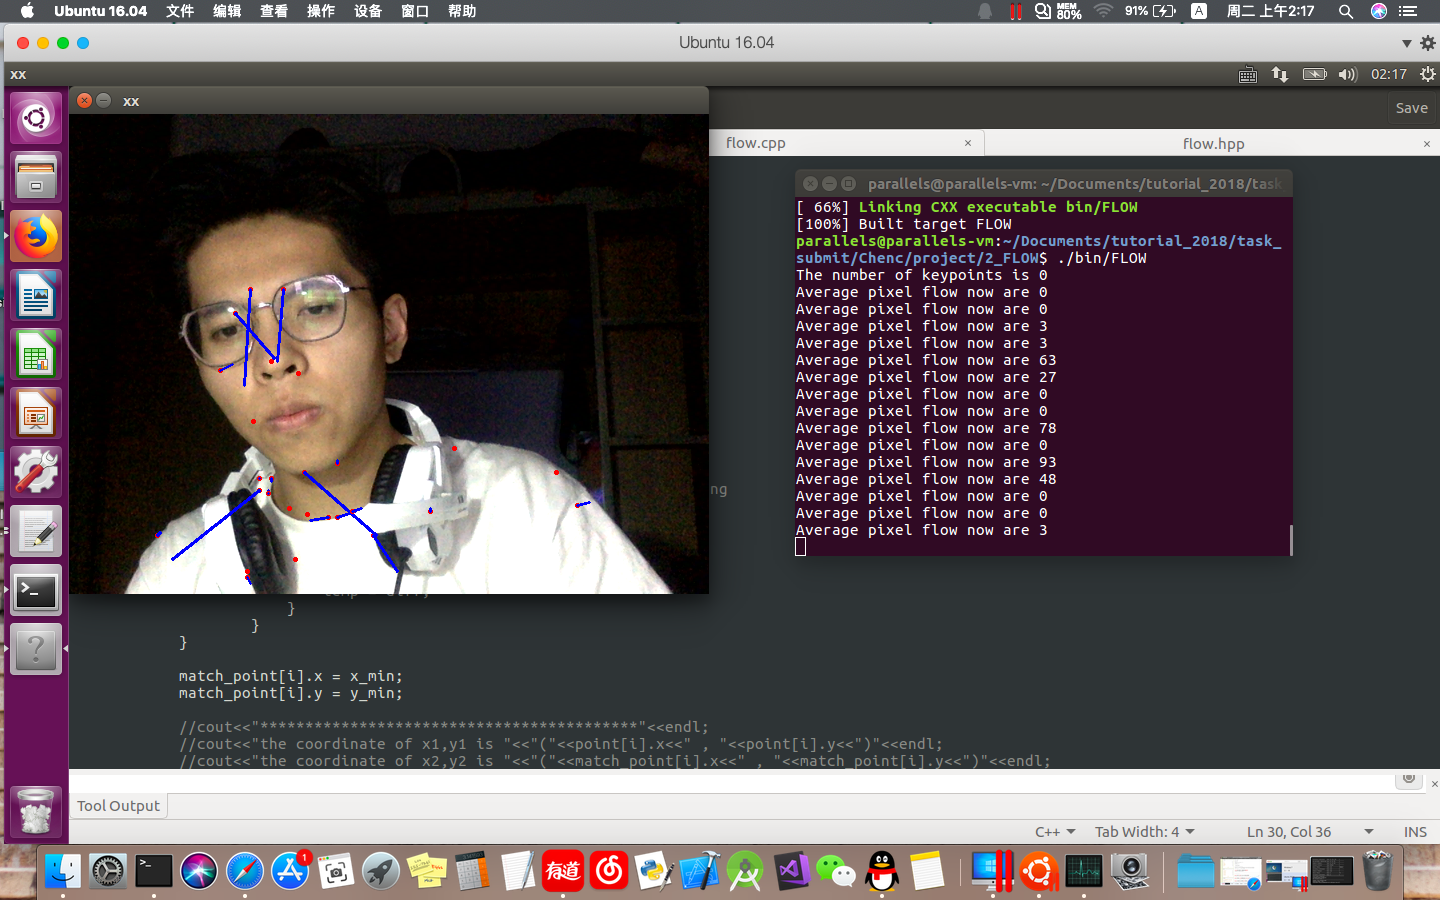 Ubuntu 16.04 文件 编辑 查看 操作 设备 窗口 帮助 MEM 80% 91% A 周二 上午2:17
Ubuntu 16.04
xx 02:17
xx
Save
flow.cpp × flow.hpp ×
parallels@parallels-vm: ~/Documents/tutorial_2018/task
[ 66%] Linking CXX executable bin/FLOW
[100%] Built target FLOW
parallels@parallels-vm:~/Documents/tutorial_2018/task_
submit/Chenc/project/2_FLOW$ ./bin/FLOW
The number of keypoints is 0
Average pixel flow now are 0
Average pixel flow now are 0
Average pixel flow now are 3
Average pixel flow now are 3
Average pixel flow now are 63
Average pixel flow now are 27
Average pixel flow now are 0
Average pixel flow now are 0
Average pixel flow now are 78
Average pixel flow now are 0
Average pixel flow now are 93
Average pixel flow now are 48
Average pixel flow now are 0
Average pixel flow now are 0
Average pixel flow now are 3
ng
}
}
}
match_point[i].x = x_min;
match_point[i].y = y_min;
//cout<<"******************************************"<<endl;
//cout<<"the coordinate of x1,y1 is "<<"("<<point[i].x<<" , "<<point[i].y<<")"<<endl;
//cout<<"the coordinate of x2,y2 is "<<"("<<match_point[i].x<<" , "<<match_point[i].y<<")"<<endl;
Tool Output
C++ Tab Width: 4 Ln 30, Col 36 INS
1
有道